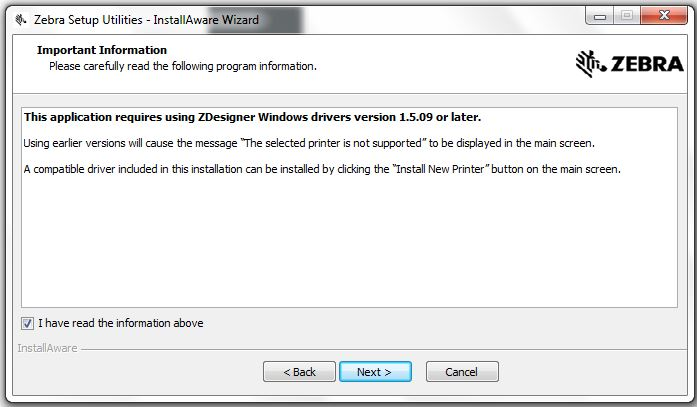 Zebra Setup Utilities - InstallAware Wizard
Important Information
Please carefully read the following program information.
ZEBRA
This application requires using ZDesigner Windows drivers version 1.5.09 or later.
Using earlier versions will cause the message “The selected printer is not supported” to be displayed in the main screen.
A compatible driver included in this installation can be installed by clicking the “Install New Printer” button on the main screen.
I have read the information above
InstallAware
< Back
Next >
Cancel